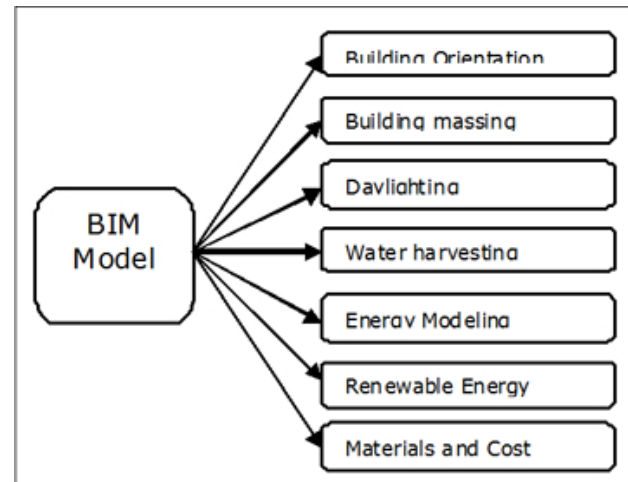 BIM
Model
Building Orientation
Building massing
Daylighting
Water harvesting
Energy Modeling
Renewable Energy
Materials and Cost